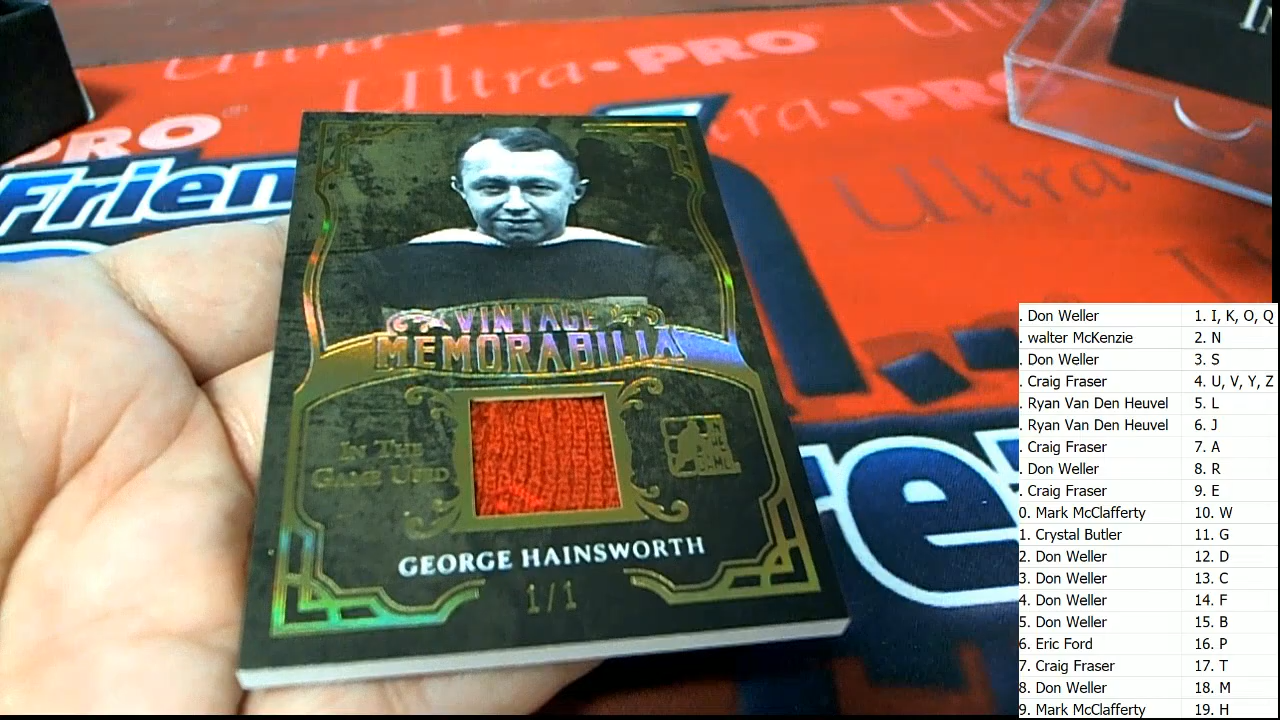 Ultra•PRO
Ultra•PRO
Ultra•PRO
PRO
Ultra
Frien
VINTAGE
MEMORABILIA
IN THE
GAME USED
IN
THE
GAME
GEORGE HAINSWORTH
1/1
. Don Weller 1. I, K, O, Q
. walter McKenzie 2. N
. Don Weller 3. S
. Craig Fraser 4. U, V, Y, Z
. Ryan Van Den Heuvel 5. L
. Ryan Van Den Heuvel 6. J
. Craig Fraser 7. A
. Don Weller 8. R
. Craig Fraser 9. E
0. Mark McClafferty 10. W
1. Crystal Butler 11. G
2. Don Weller 12. D
3. Don Weller 13. C
4. Don Weller 14. F
5. Don Weller 15. B
6. Eric Ford 16. P
7. Craig Fraser 17. T
8. Don Weller 18. M
9. Mark McClafferty 19. H